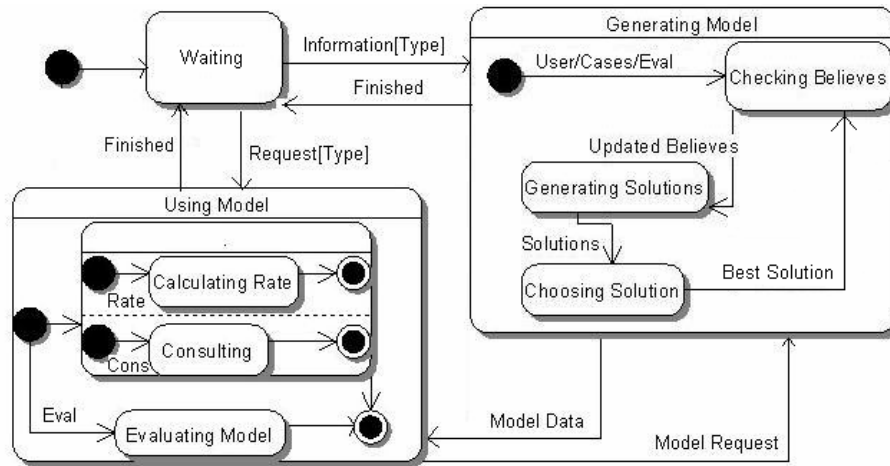 Generating Model
Waiting
Information[Type]
User/Cases/Eval
Checking Believes
Finished
Finished
Request[Type]
Updated Believes
Generating Solutions
Using Model
Solutions
.
Calculating Rate
Choosing Solution
Best Solution
Rate
Consulting
Cons
Eval
Evaluating Model
Model Data
Model Request